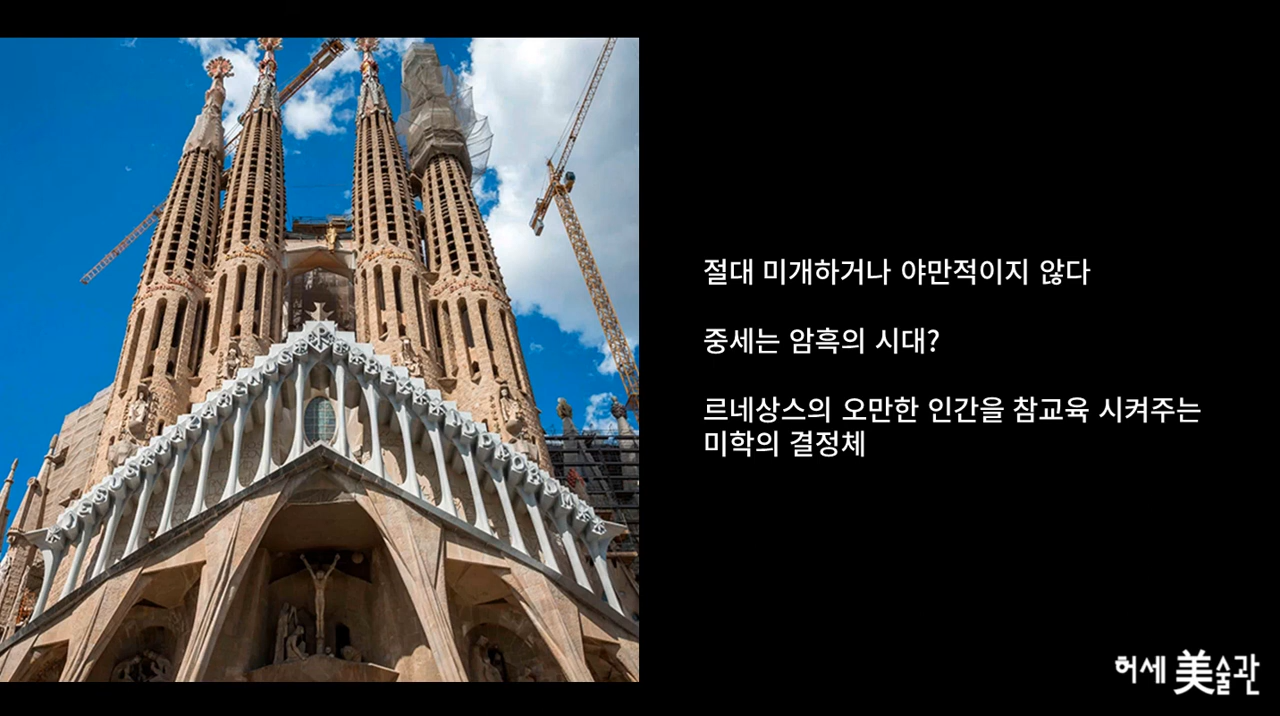 절대 미개하거나 야만적이지 않다
중세는 암흑의 시대?
르네상스의 오만한 인간을 참교육 시켜주는
미학의 결정체
허세 美술관